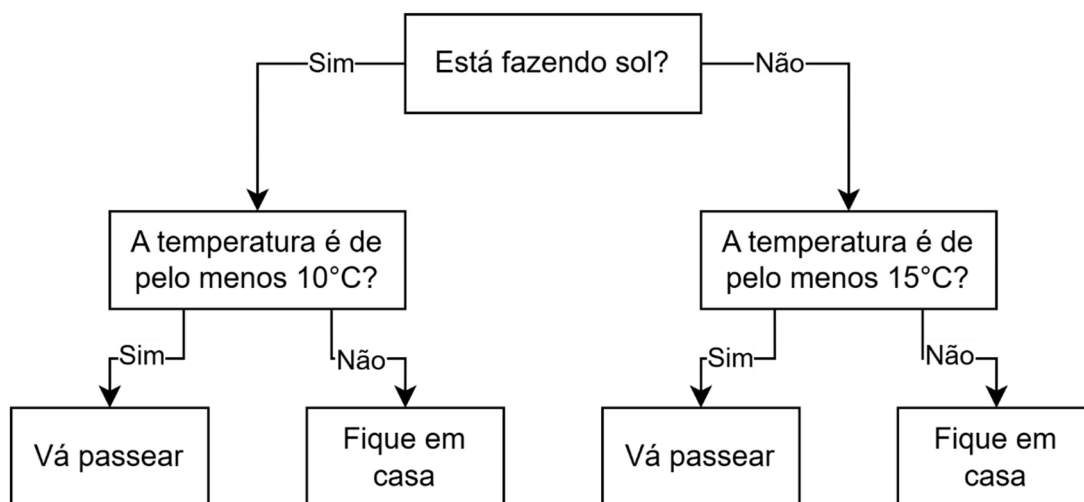 Está fazendo sol?
Sim
Não
A temperatura é de
pelo menos 10°C?
A temperatura é de
pelo menos 15°C?
Sim
Não
Sim
Não
Vá passear
Fique em
casa
Vá passear
Fique em
casa